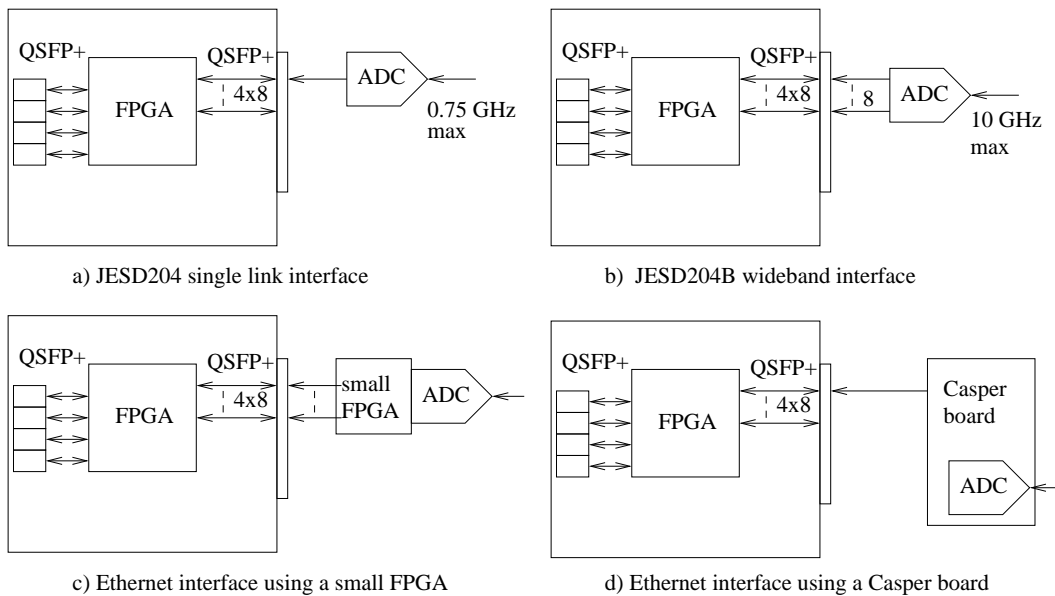 QSFP+
FPGA
QSFP+
4x8
ADC
0.75 GHz
max
a) JESD204 single link interface
QSFP+
FPGA
QSFP+
4x8
8
ADC
10 GHz
max
b) JESD204B wideband interface
QSFP+
FPGA
QSFP+
4x8
small
FPGA
ADC
c) Ethernet interface using a small FPGA
QSFP+
FPGA
QSFP+
4x8
Casper
board
ADC
d) Ethernet interface using a Casper board